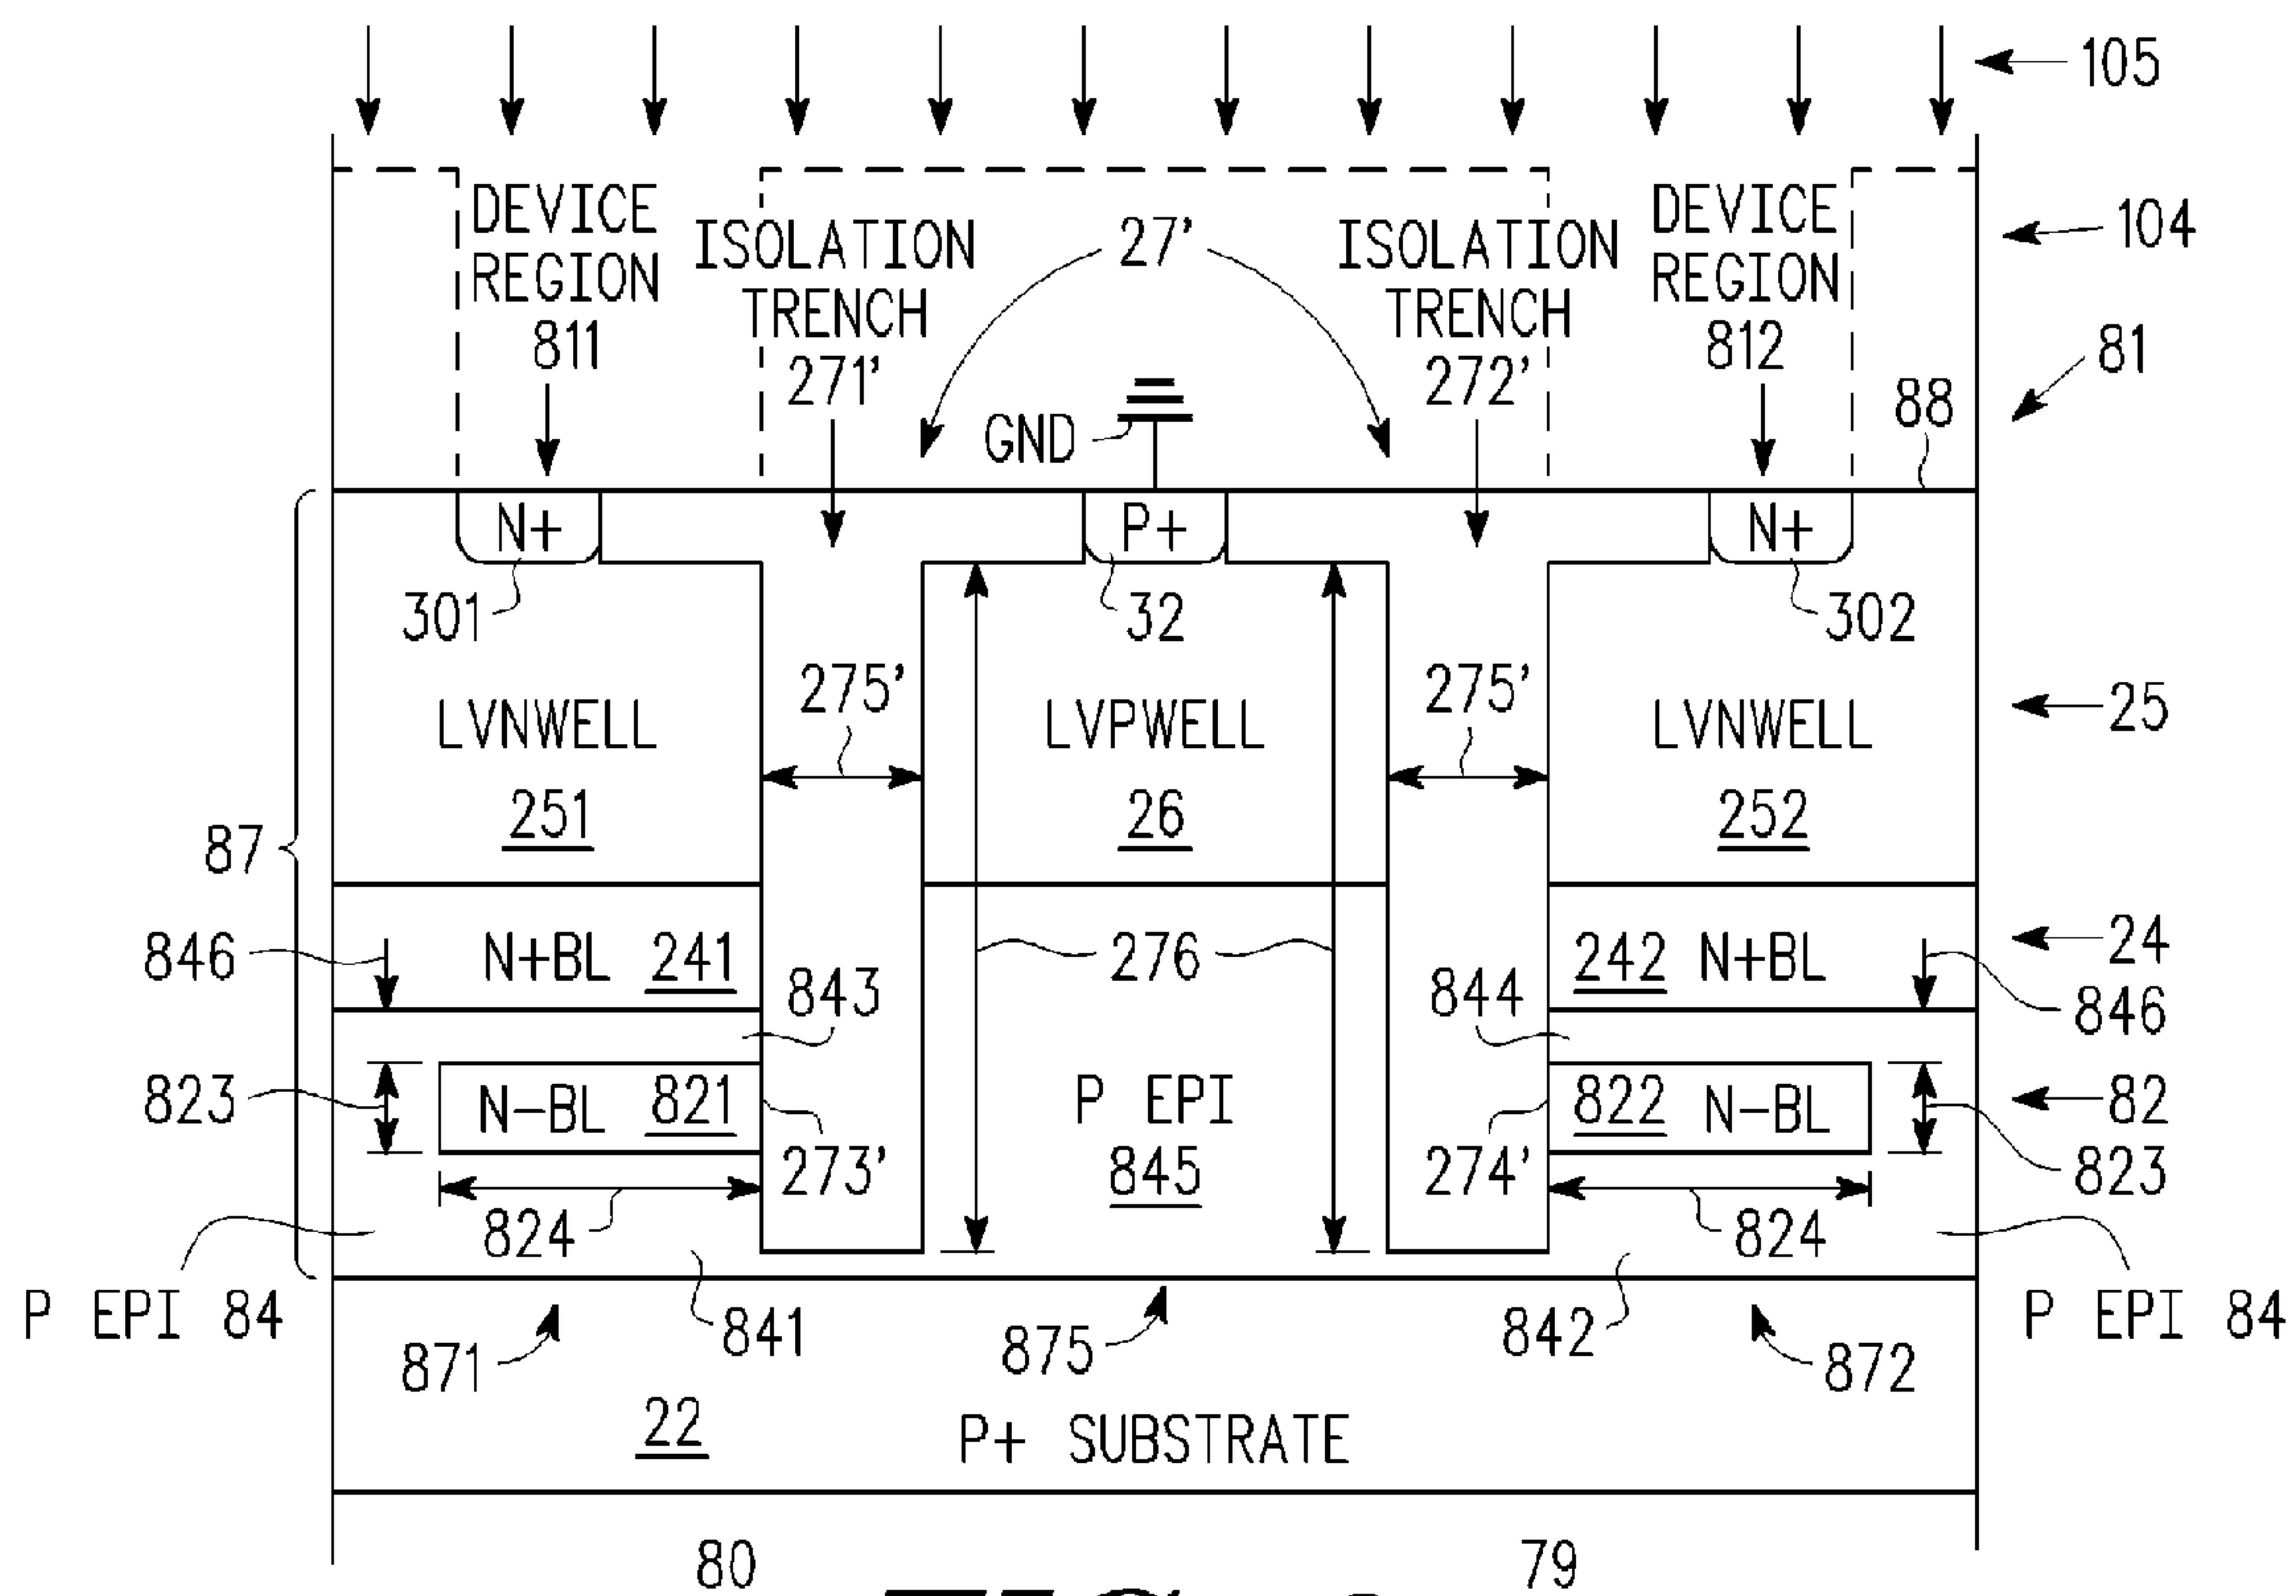 105
DEVICE REGION 811
ISOLATION TRENCH 271'
27'
ISOLATION TRENCH 272'
DEVICE REGION 812
104
81
88
GND
N+
P+
N+
301
32
302
275'
275'
LVNWELL
251
LVPWELL
26
LVNWELL
252
25
87
846
N+BL 241
843
276
844
242 N+BL
24
846
823
N-BL 821
273'
P EPI
845
274'
822 N-BL
82
823
824
824
P EPI 84
841
842
P EPI 84
871
875
872
22
P+ SUBSTRATE
80
79